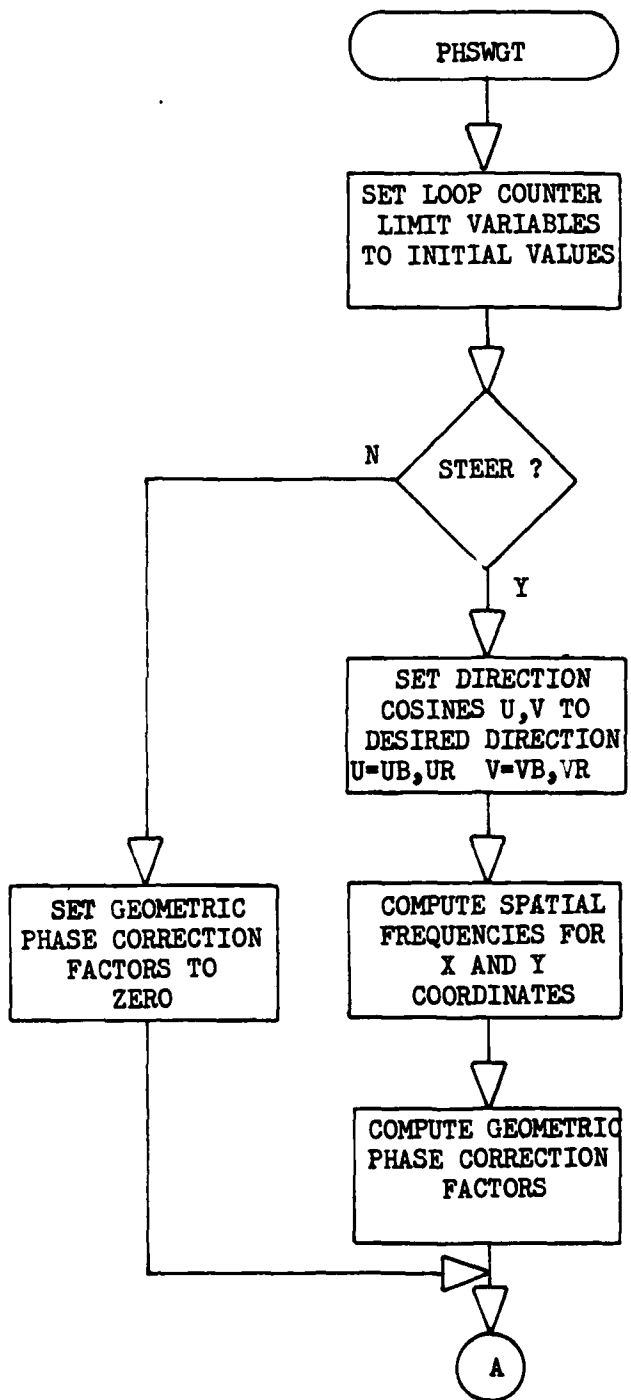 PHSWGT
SET LOOP COUNTER
LIMIT VARIABLES
TO INITIAL VALUES
N
STEER ?
Y
SET DIRECTION
COSINES U,V TO
DESIRED DIRECTION
U=UB,UR V=VB,VR
SET GEOMETRIC
PHASE CORRECTION
FACTORS TO
ZERO
COMPUTE SPATIAL
FREQUENCIES FOR
X AND Y
COORDINATES
COMPUTE GEOMETRIC
PHASE CORRECTION
FACTORS
A